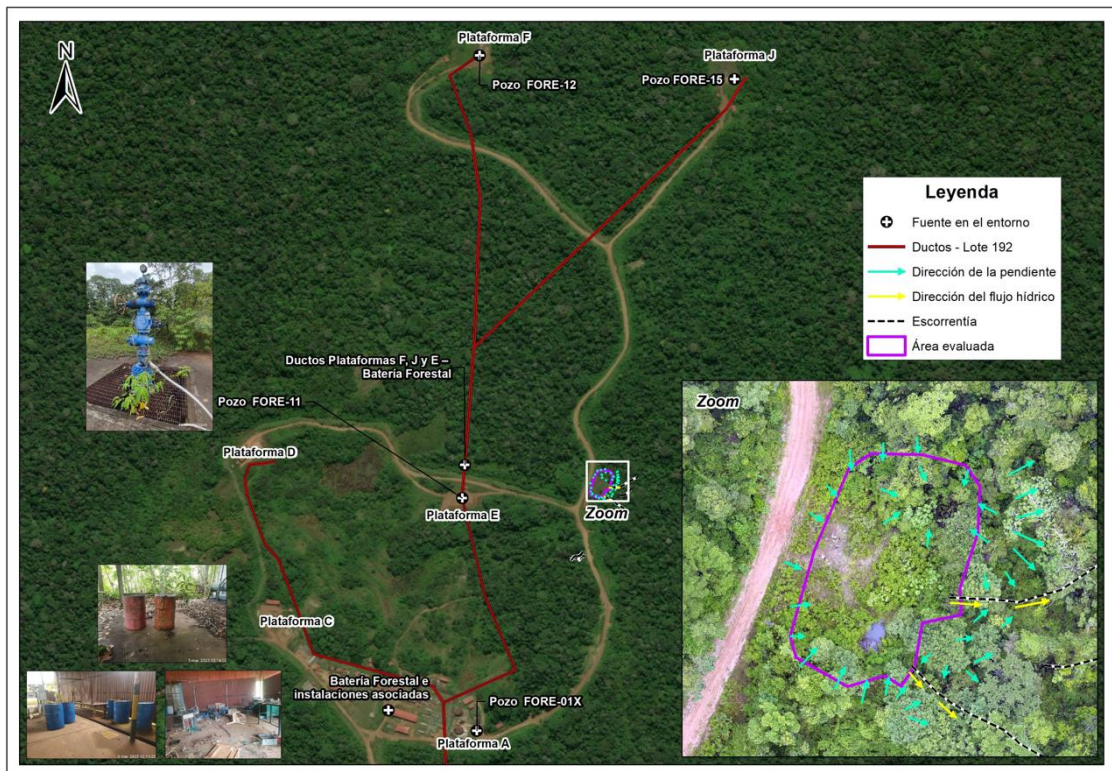 N
Plataforma F
Plataforma J
Pozo FORE-12
Pozo FORE-15
Leyenda
Fuente en el entorno
Ductos - Lote 192
Dirección de la pendiente
Dirección del flujo hídrico
Escorrentía
Área evaluada
Ductos Plataformas F, J y E –
Batería Forestal
Pozo FORE-11
Plataforma D
Plataforma E
Zoom
Zoom
Plataforma C
Batería Forestal e
instalaciones asociadas
Pozo FORE-01X
Plataforma A